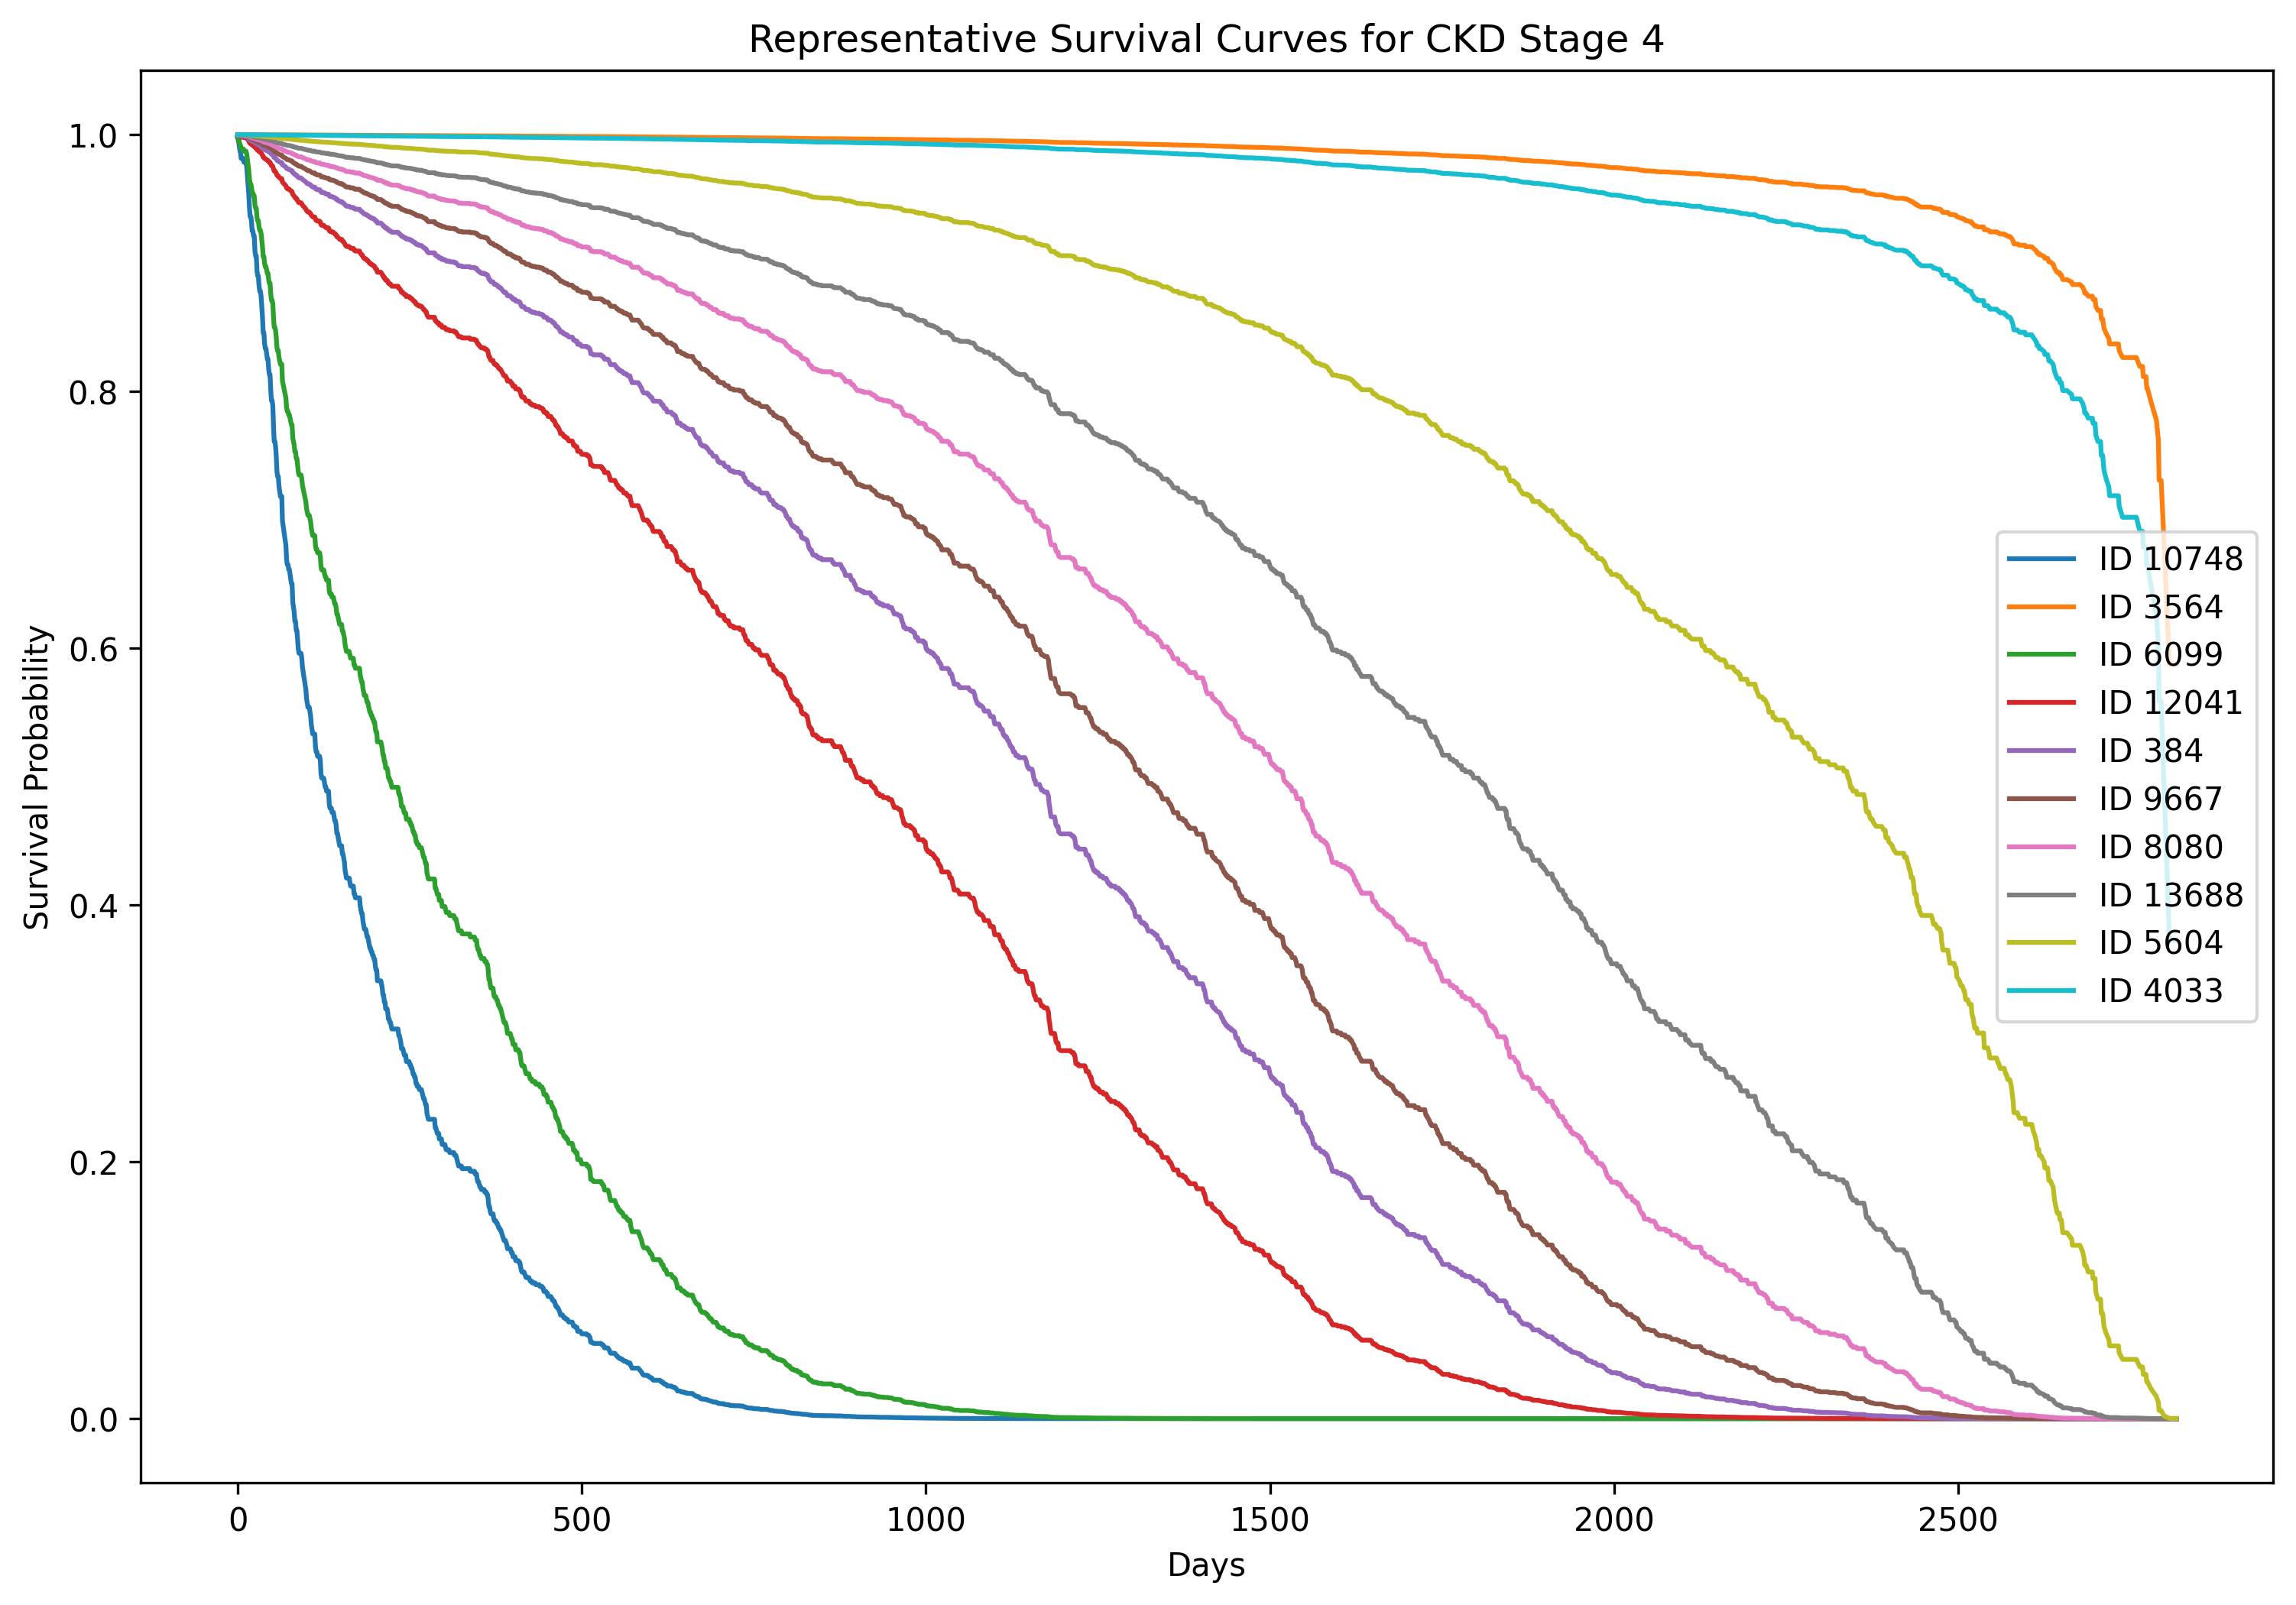 Representative Survival Curves for CKD Stage 4
Survival Probability
1.0
0.8
0.6
0.4
0.2
0.0
ID 10748
ID 3564
ID 6099
ID 12041
ID 384
ID 9667
ID 8080
ID 13688
ID 5604
ID 4033
0
500
1000
1500
2000
2500
Days